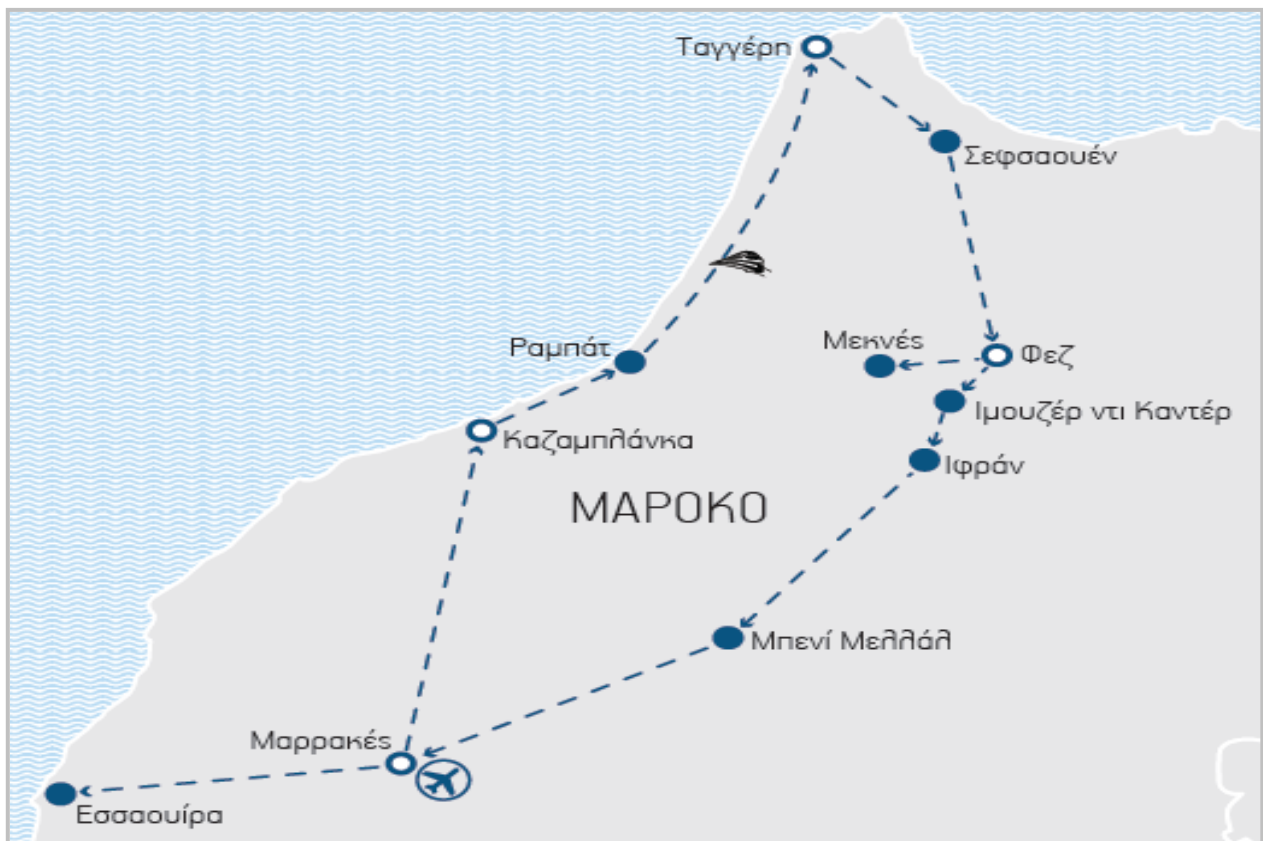 Ταγγέρη
Σεφσαουέν
Ραμπάτ
Μεκνές
Φεζ
Ιμουζέρ ντι Καντέρ
Καζαμπλάνκα
Ιφράν
ΜΑΡΟΚΟ
Μπενί Μελλάλ
Μαρρακές
Εσσαουίρα